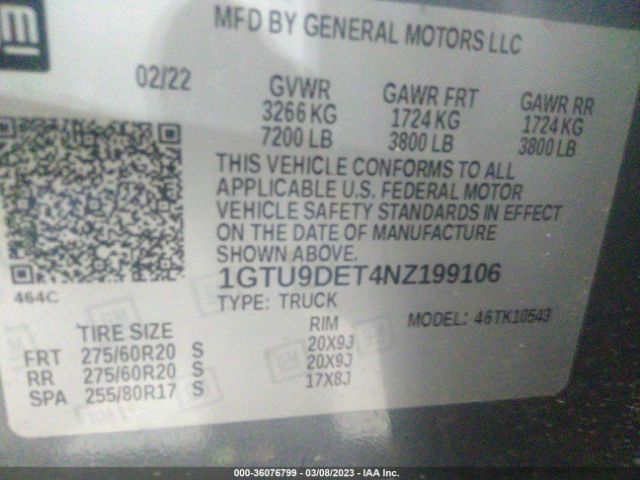 GM
MFD BY GENERAL MOTORS LLC
02/22
GVWR GAWR FRT GAWR RR
3266 KG 1724 KG 1724 KG
7200 LB 3800 LB 3800 LB
THIS VEHICLE CONFORMS TO ALL
APPLICABLE U.S. FEDERAL MOTOR
VEHICLE SAFETY STANDARDS IN EFFECT
ON THE DATE OF MANUFACTURE
SHOWN ABOVE.
464C
1GTU9DET4NZ199106
TYPE: TRUCK
MODEL: 46TK10543
TIRE SIZE RIM
FRT 275/60R20 S 20X9J
RR 275/60R20 S 20X9J
SPA 255/80R17 S 17X8J
000-36076799 - 03/08/2023 - IAA Inc.